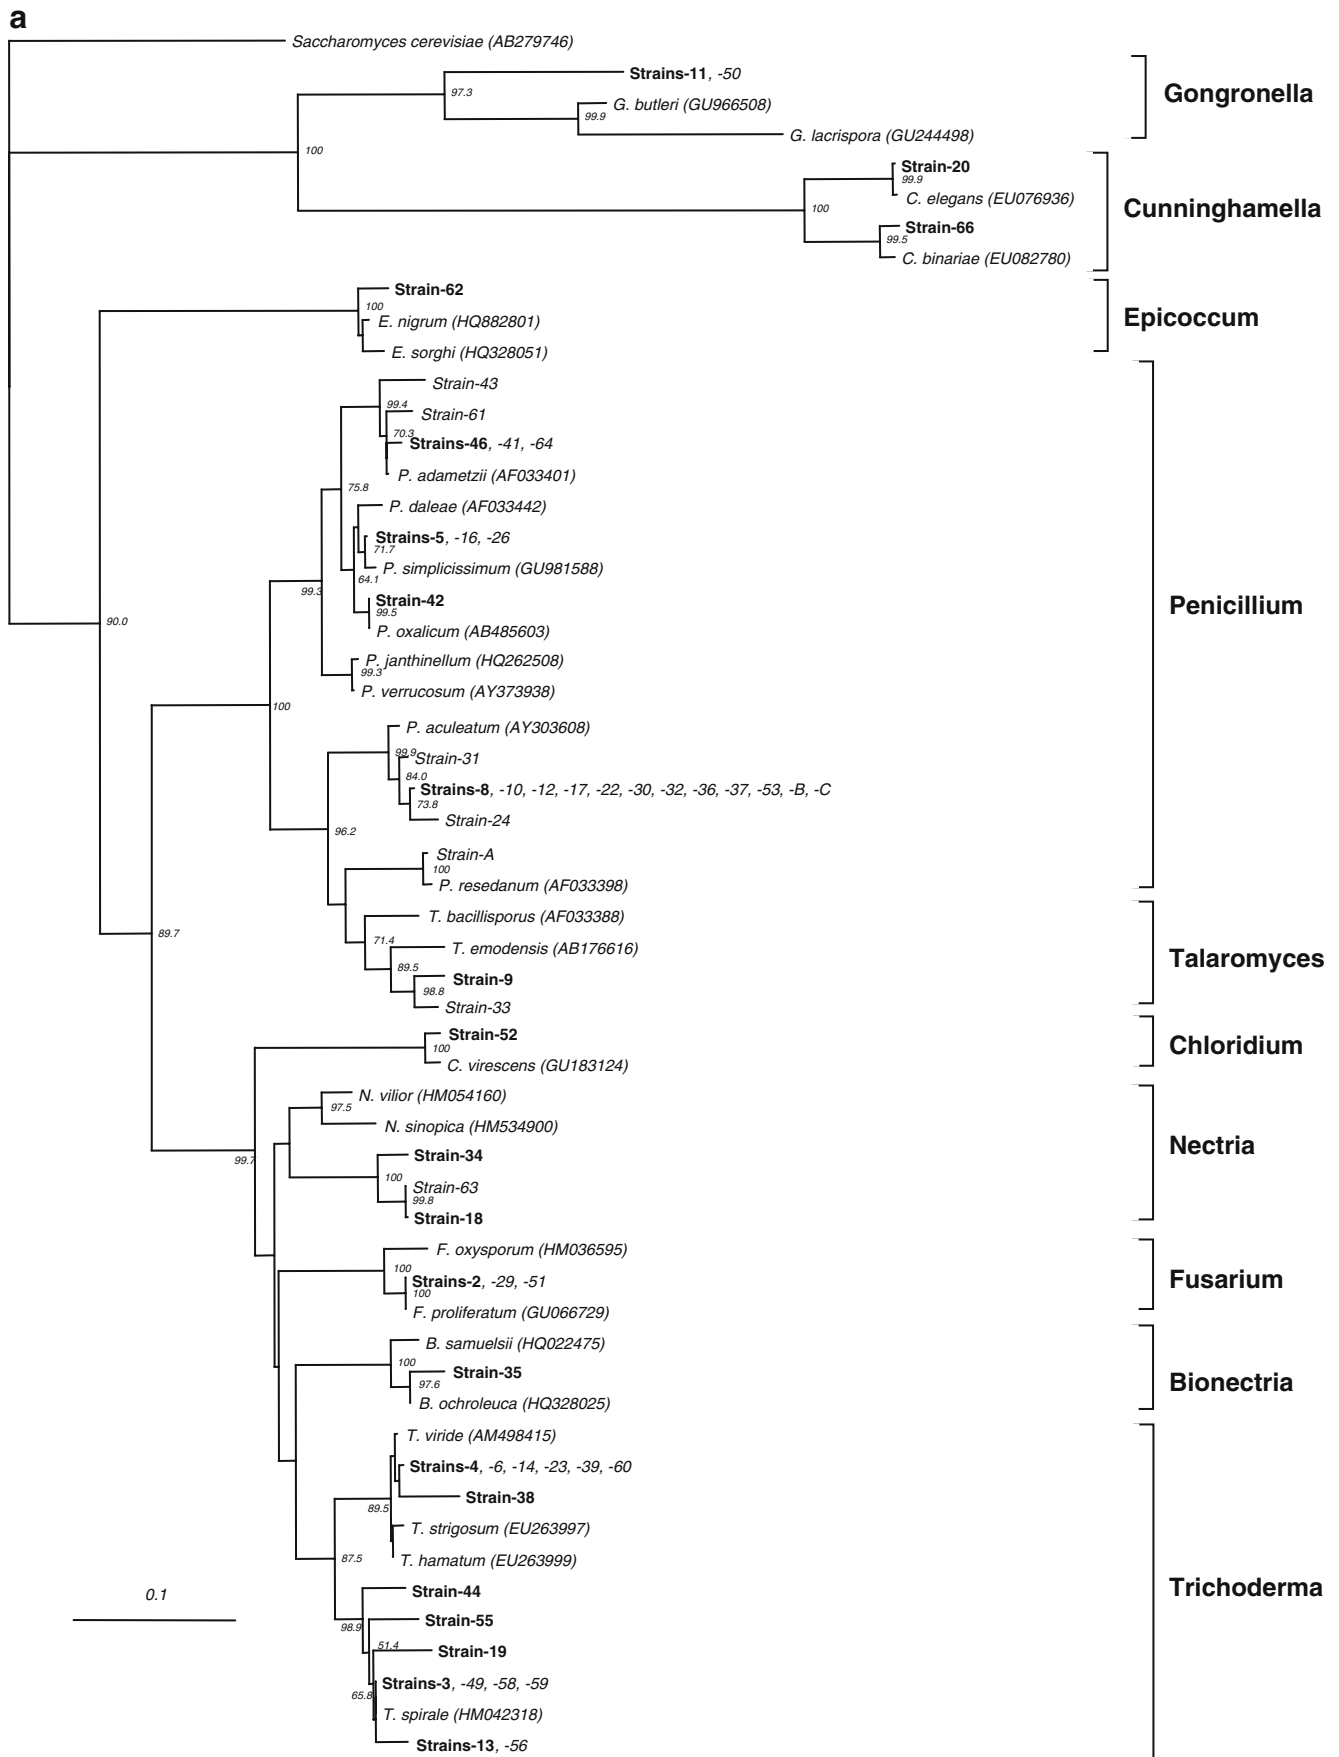 a
Saccharomyces cerevisiae (AB279746)
Strains-11, -50
97.3
G. butleri (GU966508)
99.9
G. lacrispora (GU244498)
Gongronella
100
Strain-20
99.9
C. elegans (EU076936)
100
Strain-66
99.5
C. binariae (EU082780)
Cunninghamella
Strain-62
100
E. nigrum (HQ882801)
E. sorghi (HQ328051)
Epicoccum
Strain-43
99.4
Strain-61
70.3
Strains-46, -41, -64
P. adametzii (AF033401)
75.8
P. daleae (AF033442)
Strains-5, -16, -26
71.7
P. simplicissimum (GU981588)
64.1
99.3
Strain-42
99.5
P. oxalicum (AB485603)
Penicillium
90.0
P. janthinellum (HQ262508)
99.3
P. verrucosum (AY373938)
100
P. aculeatum (AY303608)
99.9
Strain-31
84.0
Strains-8, -10, -12, -17, -22, -30, -32, -36, -37, -53, -B, -C
73.8
Strain-24
96.2
Strain-A
100
P. resedanum (AF033398)
T. bacillisporus (AF033388)
89.7
71.4
T. emodensis (AB176616)
89.5
Strain-9
98.8
Strain-33
Talaromyces
Strain-52
100
C. virescens (GU183124)
Chloridium
N. vilior (HM054160)
97.5
N. sinopica (HM534900)
99.7
Strain-34
100
Strain-63
99.8
Strain-18
Nectria
F. oxysporum (HM036595)
100
Strains-2, -29, -51
100
F. proliferatum (GU066729)
Fusarium
B. samuelsii (HQ022475)
100
Strain-35
97.6
B. ochroleuca (HQ328025)
Bionectria
T. viride (AM498415)
Strains-4, -6, -14, -23, -39, -60
Strain-38
89.5
T. strigosum (EU263997)
87.5
T. hamatum (EU263999)
Strain-44
Trichoderma
0.1
98.9
Strain-55
51.4
Strain-19
Strains-3, -49, -58, -59
65.8
T. spirale (HM042318)
Strains-13, -56